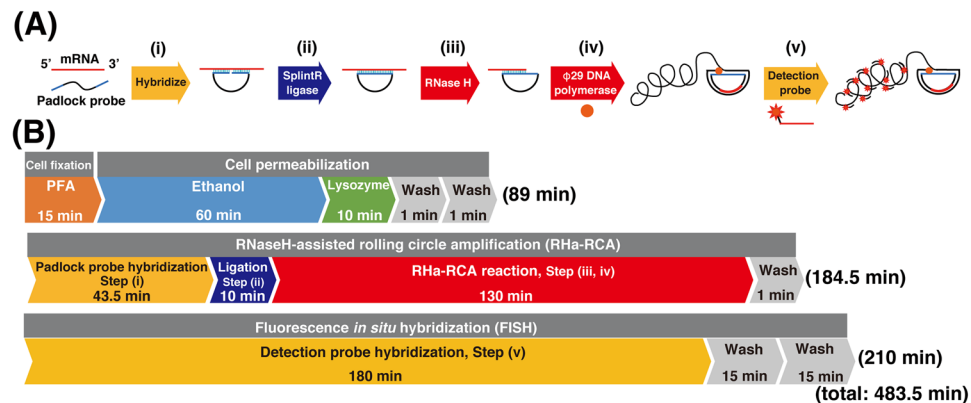 (A)
(i)
(ii)
(iii)
(iv)
(v)
5’ mRNA 3’
Padlock probe
Hybridize
SplintR
ligase
RNase H
φ29 DNA
polymerase
Detection
probe
(B)
Cell fixation
Cell permeabilization
PFA
15 min
Ethanol
60 min
Lysozyme
10 min
Wash
1 min
Wash
1 min
(89 min)
RNaseH-assisted rolling circle amplification (RHa-RCA)
Padlock probe hybridization
Step (i)
43.5 min
Ligation
Step (ii)
10 min
RHa-RCA reaction, Step (iii, iv)
130 min
Wash
1 min
(184.5 min)
Fluorescence in situ hybridization (FISH)
Detection probe hybridization, Step (v)
180 min
Wash
15 min
Wash
15 min
(210 min)
(total: 483.5 min)